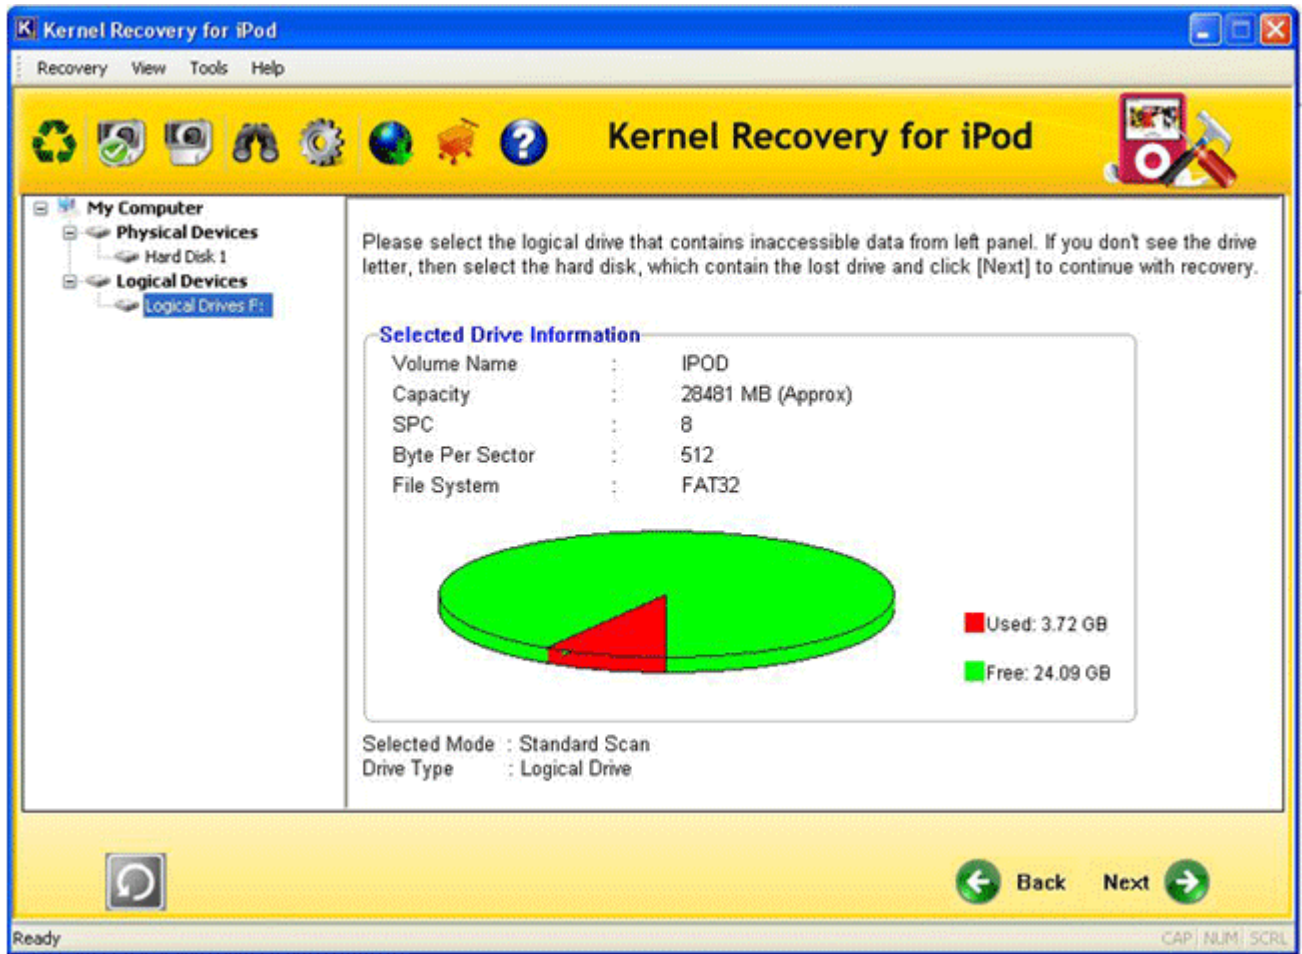 Kernel Recovery for iPod
Recovery View Tools Help
Kernel Recovery for iPod
My Computer
Physical Devices
Hard Disk 1
Logical Devices
Logical Drives F:
Please select the logical drive that contains inaccessible data from left panel. If you don't see the drive
letter, then select the hard disk, which contain the lost drive and click [Next] to continue with recovery.
Selected Drive Information
Volume Name : IPOD
Capacity : 28481 MB (Approx)
SPC : 8
Byte Per Sector : 512
File System : FAT32
Used: 3.72 GB
Free: 24.09 GB
Selected Mode : Standard Scan
Drive Type : Logical Drive
Back Next
Ready
CAP NUM SCRL